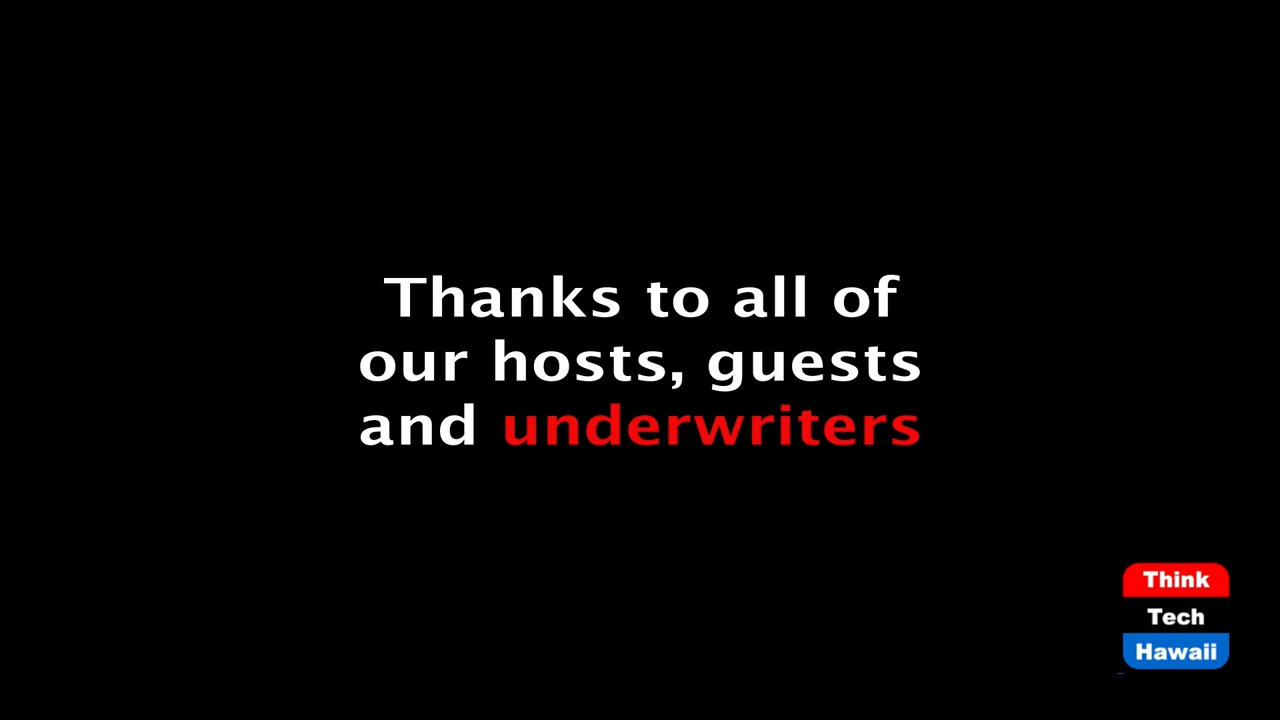 Thanks to all of
our hosts, guests
and underwriters
Think
Tech
Hawaii